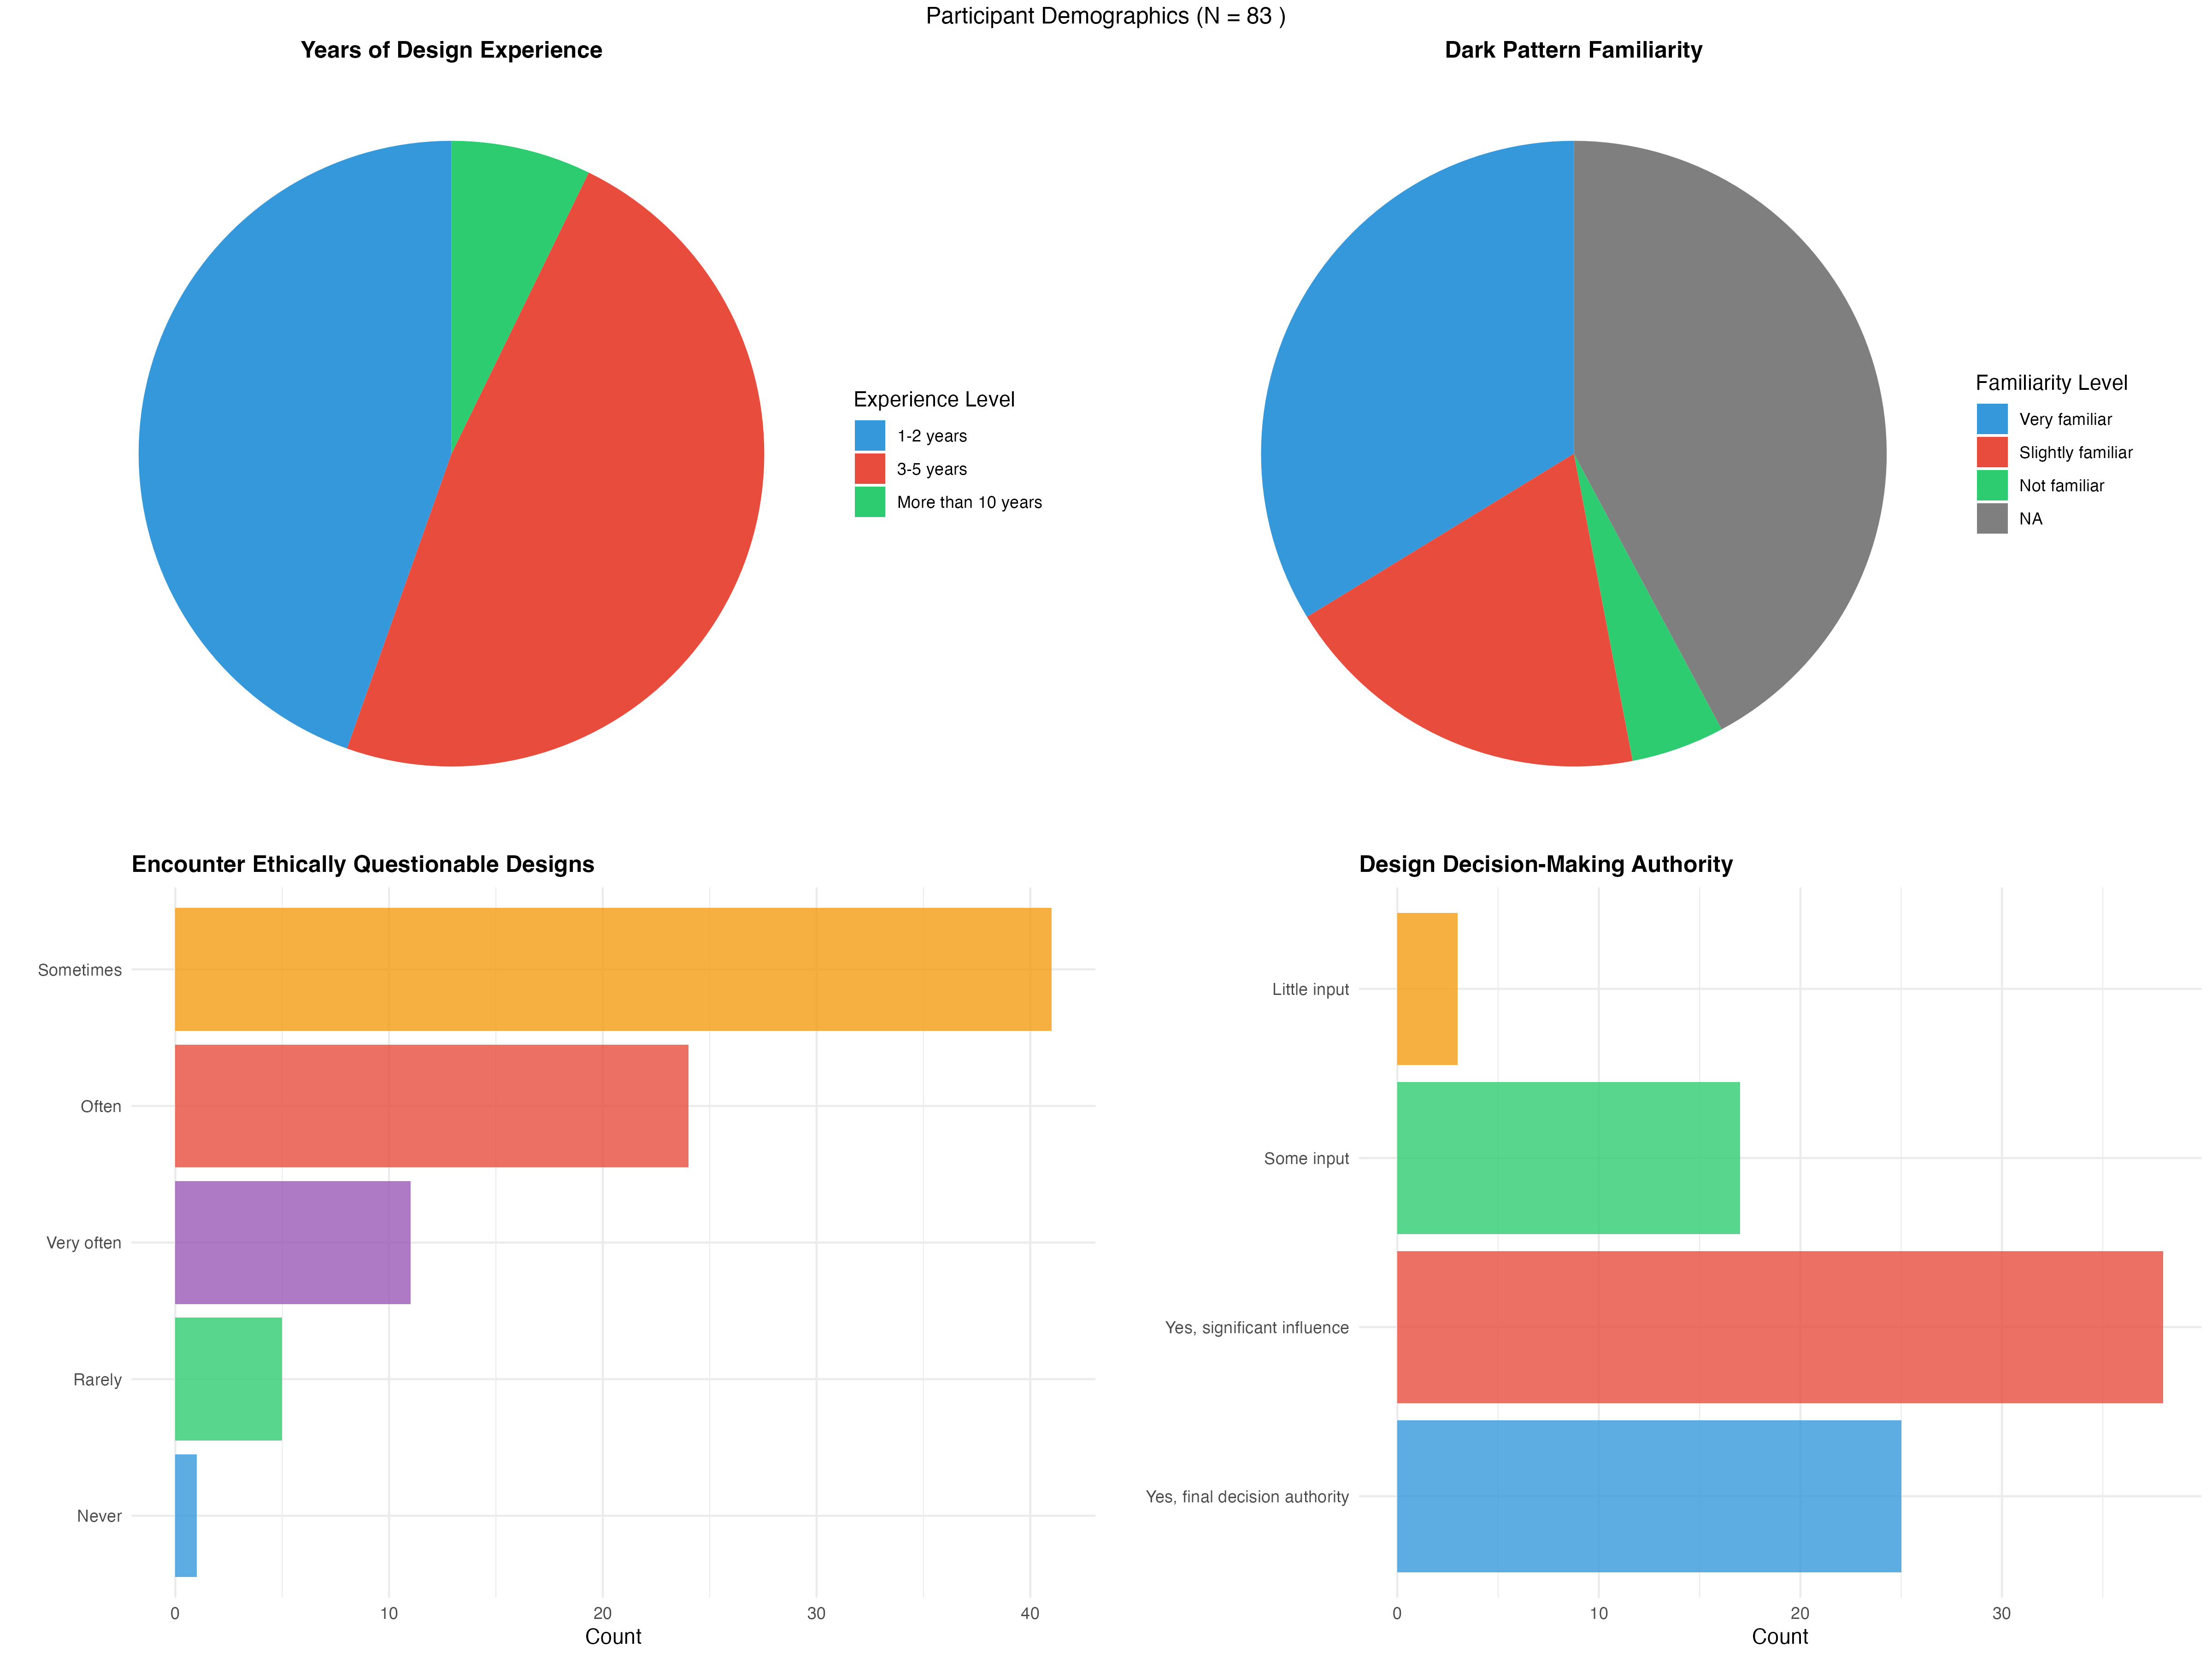 Participant Demographics (N = 83 )
Years of Design Experience
Experience Level
1-2 years
3-5 years
More than 10 years
Dark Pattern Familiarity
Familiarity Level
Very familiar
Slightly familiar
Not familiar
NA
Encounter Ethically Questionable Designs
Sometimes
Often
Very often
Rarely
Never
0 10 20 30 40
Count
Design Decision-Making Authority
Little input
Some input
Yes, significant influence
Yes, final decision authority
0 10 20 30
Count